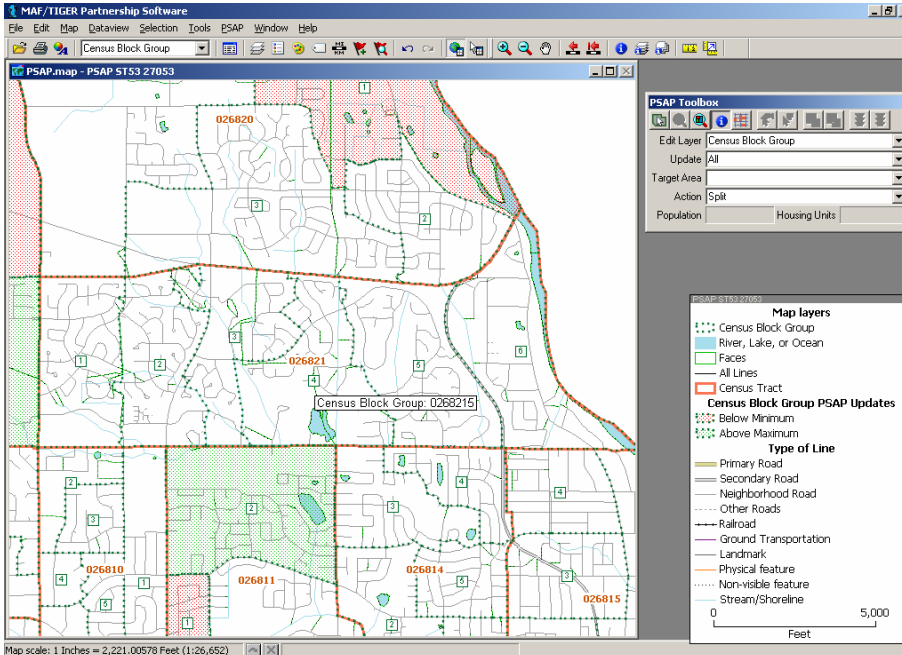 MAF/TIGER Partnership Software
File Edit Map Dataview Selection Tools PSAP Window Help
Census Block Group
PSAP.map - PSAP ST53 27053
1
026820
3
2
1
2
3
026821
4
5
6
Census Block Group: 0268215
2
3
4
026810
1
5
2
026811
1
3
4
026814
5
2
4
3
026815
PSAP Toolbox
Edit Layer Census Block Group
Update All
Target Area
Action Split
Population Housing Units
PSAP ST53 27053
Map layers
Census Block Group
River, Lake, or Ocean
Faces
All Lines
Census Tract
Census Block Group PSAP Updates
Below Minimum
Above Maximum
Type of Line
Primary Road
Secondary Road
Neighborhood Road
Other Roads
Railroad
Ground Transportation
Landmark
Physical feature
Non-visible feature
Stream/Shoreline
0 5,000
Feet
Map scale: 1 Inches = 2,221.00578 Feet (1:26,652)